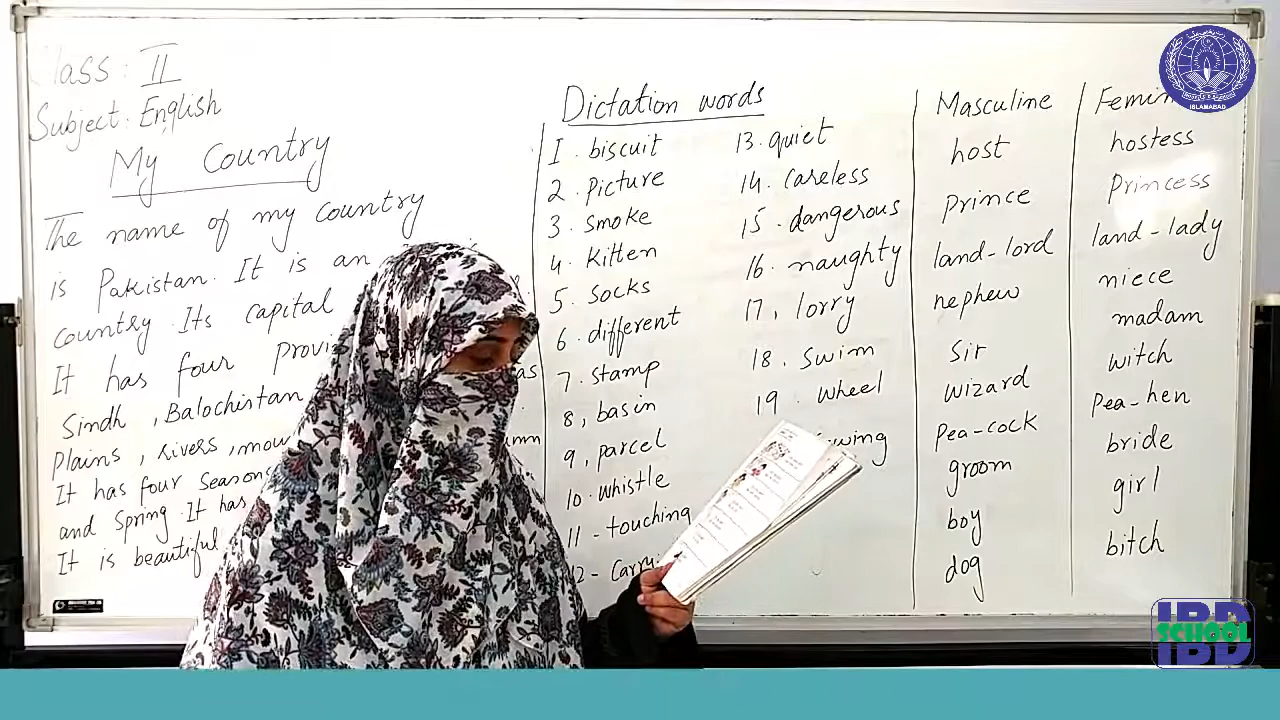 Class : II
Subject : English
My Country
The name of my country
is Pakistan. It is an
country. Its capital
It has four
Sindh, Balochistan
Plains, rivers,
It has four seasons
and Spring. It has
It is beautiful
Dictation words
1. biscuit
2. Picture
3. Smoke
4. Kitten
5. Socks
6. different
7. Stamp
8, basin
9, parcel
10. whistle
11 - touching
12 - Carry
13. quiet
14. Careless
15. dangerous
16. naughty
17, lorry
18. Swim
19. wheel
Masculine
host
Prince
land-lord
nephew
Sir
wizard
Pea-cock
groom
boy
dog
hostess
Princess
land-lady
niece
madam
witch
Pea-hen
bride
girl
bitch
ISLAMABAD
IBD
SCHOOL
IBD